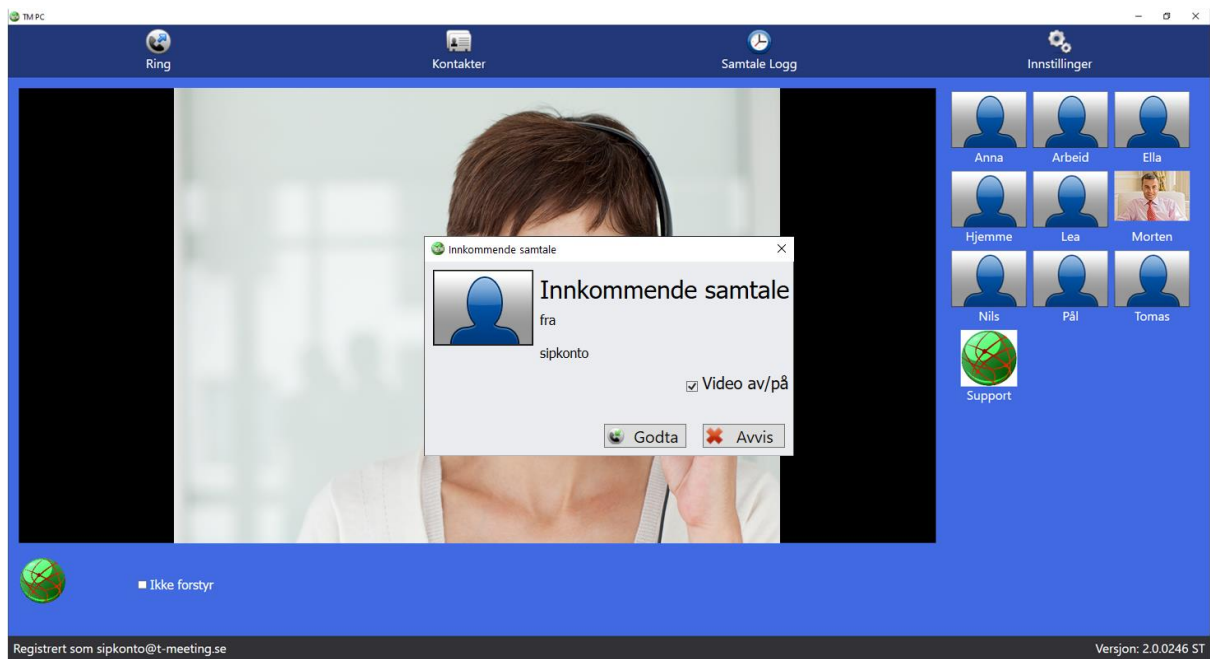 TM PC
Ring
Kontakter
Samtale Logg
Innstillinger
Anna
Arbeid
Ella
Hjemme
Lea
Morten
Nils
Pål
Tomas
Support
Innkommende samtale
Innkommende samtale
fra
sipkonto
Video av/på
Godta
Avvis
Ikke forstyr
Registrert som sipkonto@t-meeting.se
Versjon: 2.0.0246 ST